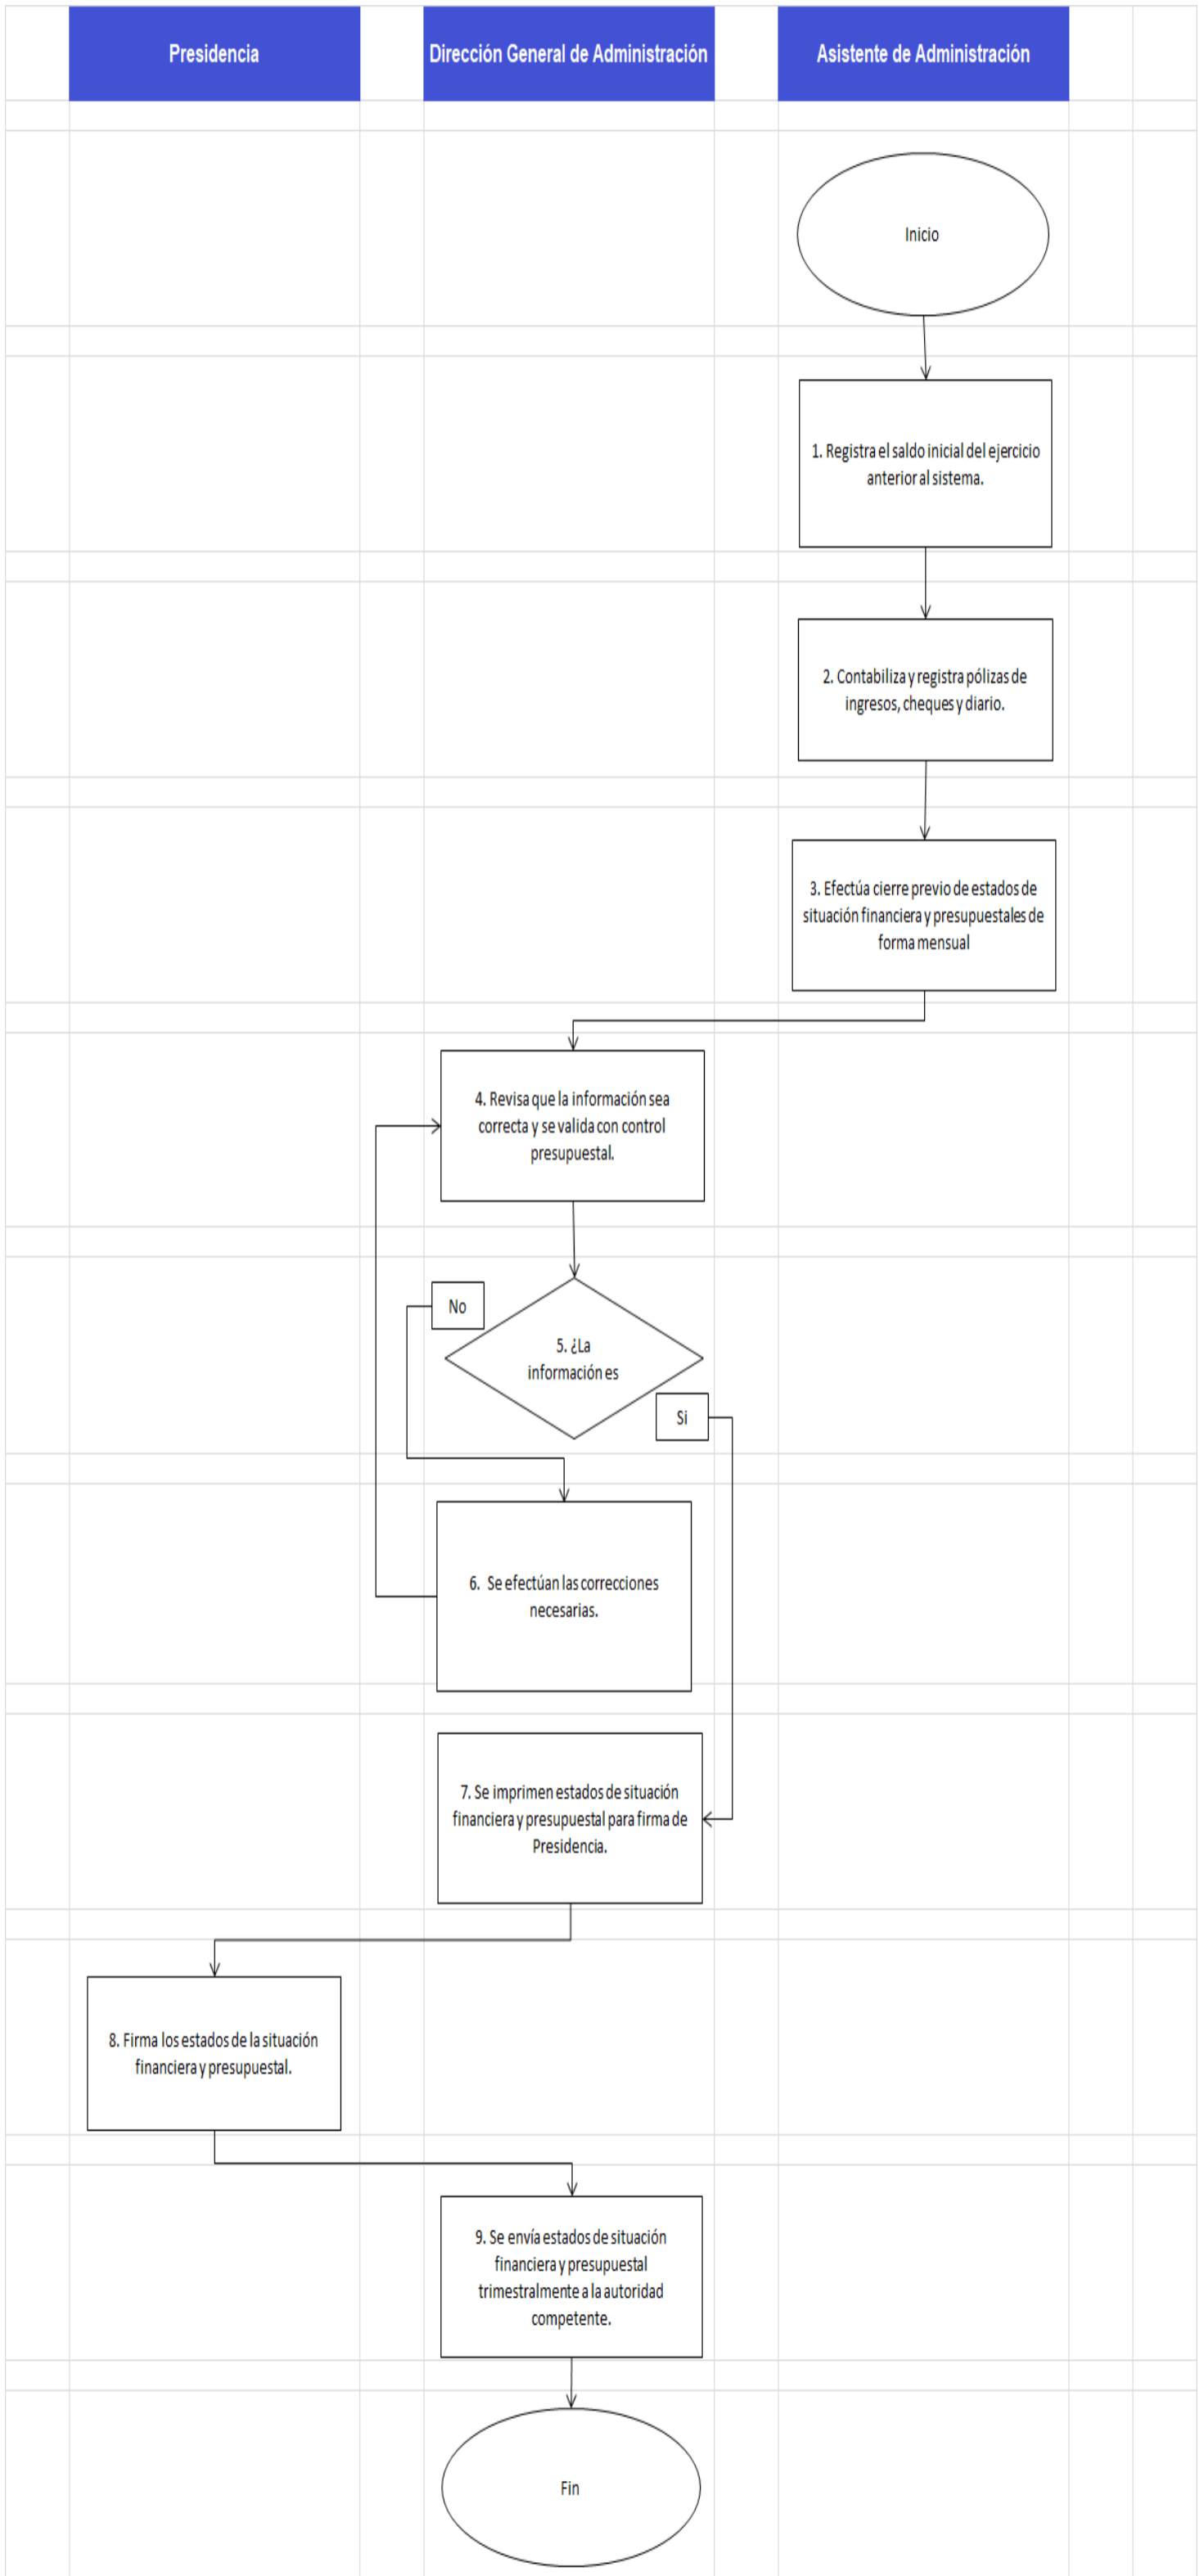 Presidencia
Dirección General de Administración
Asistente de Administración
Inicio
1. Registra el saldo inicial del ejercicio
anterior al sistema.
2. Contabiliza y registra pólizas de
ingresos, cheques y diario.
3. Efectúa cierre previo de estados de
situación financiera y presupuestales de
forma mensual
4. Revisa que la información sea
correcta y se valida con control
presupuestal.
No
5. ¿La
información es
Si
6. Se efectúan las correcciones
necesarias.
7. Se imprimen estados de situación
financiera y presupuestal para firma de
Presidencia.
8. Firma los estados de la situación
financiera y presupuestal.
9. Se envía estados de situación
financiera y presupuestal
trimestralmente a la autoridad
competente.
Fin